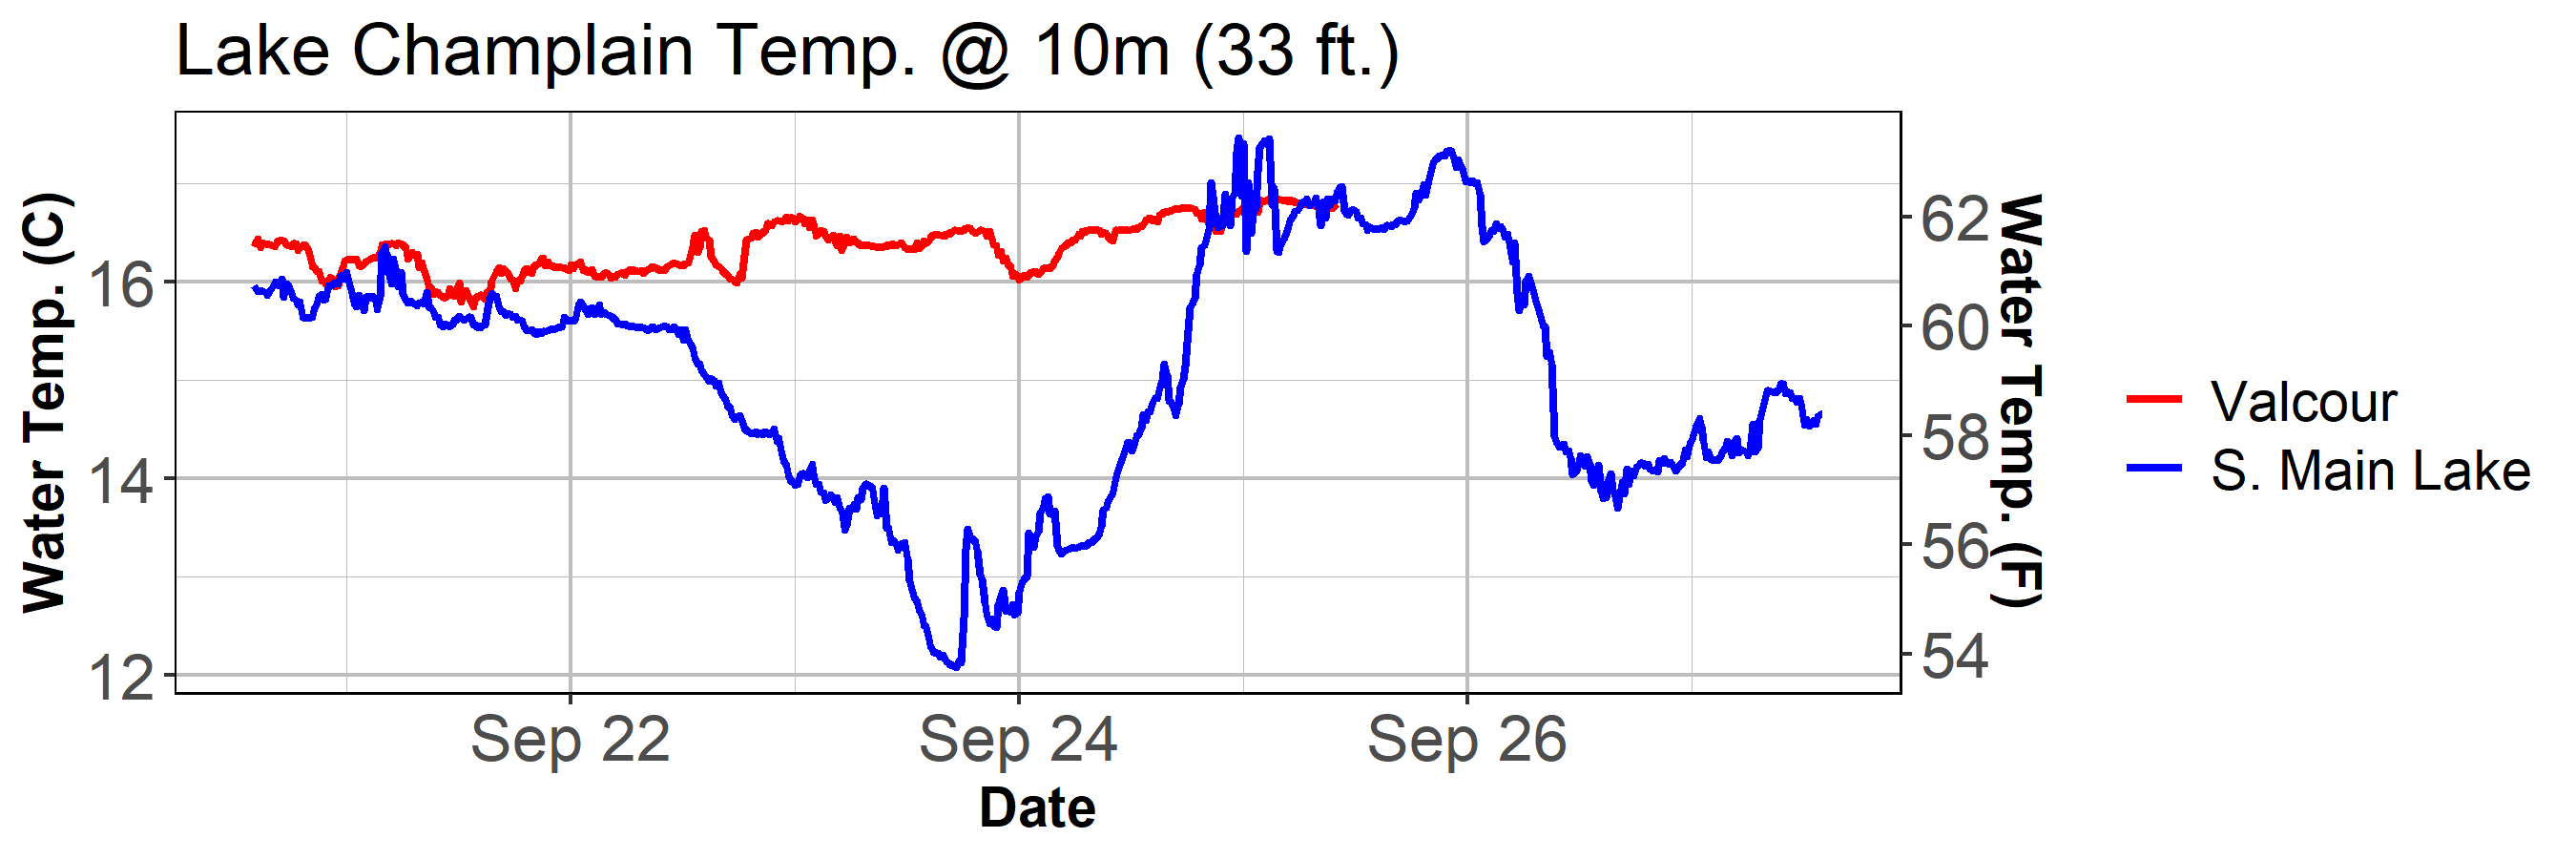 Lake Champlain Temp. @ 10m (33 ft.)
Water Temp. (C)
16
14
12
62
60
58
56
54
Water Temp. (F)
Sep 22
Sep 24
Sep 26
Date
Valcour
S. Main Lake